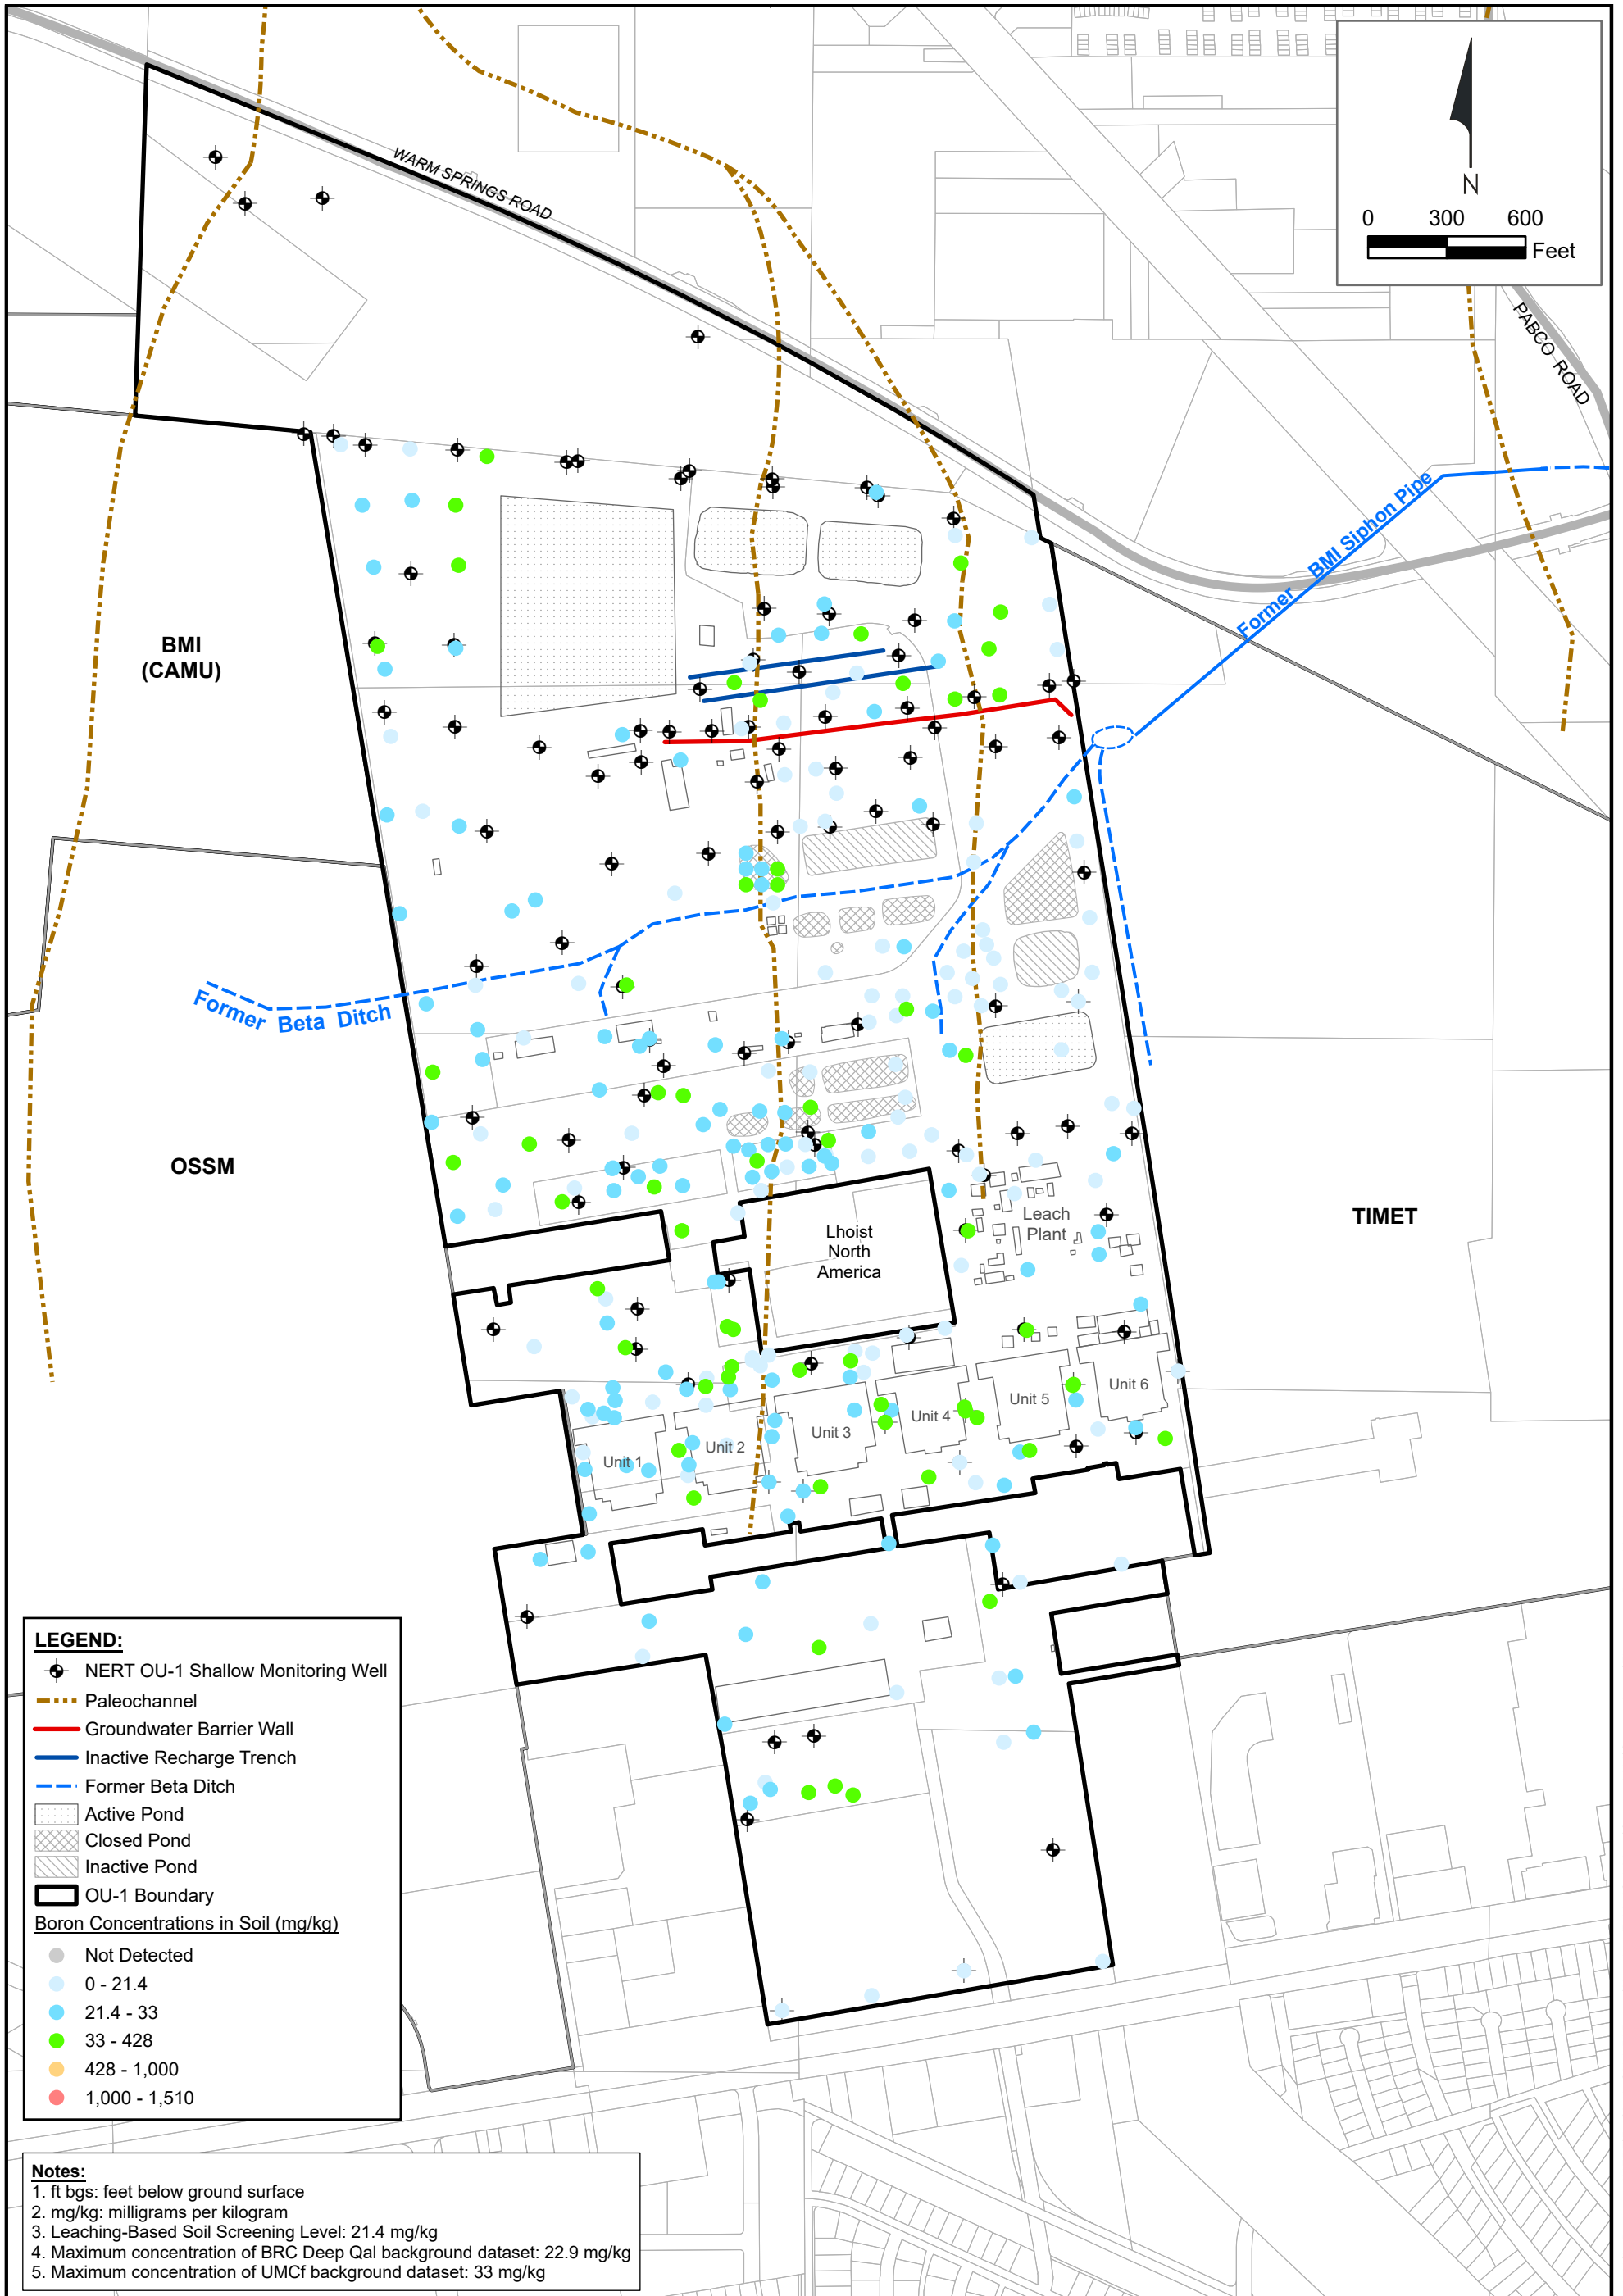 WARM SPRINGS ROAD
N
0 300 600
Feet
PABCO ROAD
Former BMI Siphon Pipe
BMI
(CAMU)
Former Beta Ditch
OSSM
Lhoist
North
America
Leach
Plant
TIMET
Unit 1
Unit 2
Unit 3
Unit 4
Unit 5
Unit 6
LEGEND:
NERT OU-1 Shallow Monitoring Well
Paleochannel
Groundwater Barrier Wall
Inactive Recharge Trench
Former Beta Ditch
Active Pond
Closed Pond
Inactive Pond
OU-1 Boundary
Boron Concentrations in Soil (mg/kg)
Not Detected
0 - 21.4
21.4 - 33
33 - 428
428 - 1,000
1,000 - 1,510
Notes:
1. ft bgs: feet below ground surface
2. mg/kg: milligrams per kilogram
3. Leaching-Based Soil Screening Level: 21.4 mg/kg
4. Maximum concentration of BRC Deep Qal background dataset: 22.9 mg/kg
5. Maximum concentration of UMCf background dataset: 33 mg/kg